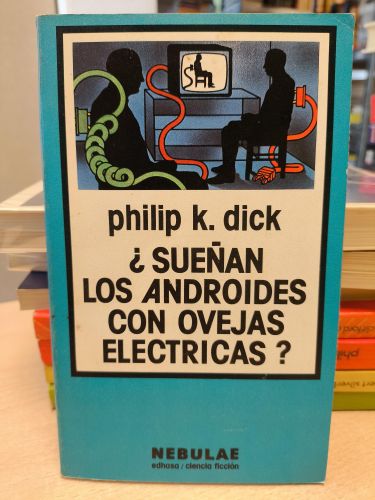 philip k. dick
¿ SUEÑAN
LOS ANDROIDES
CON OVEJAS
ELECTRICAS ?
NEBULAE
edhasa / ciencia ficción